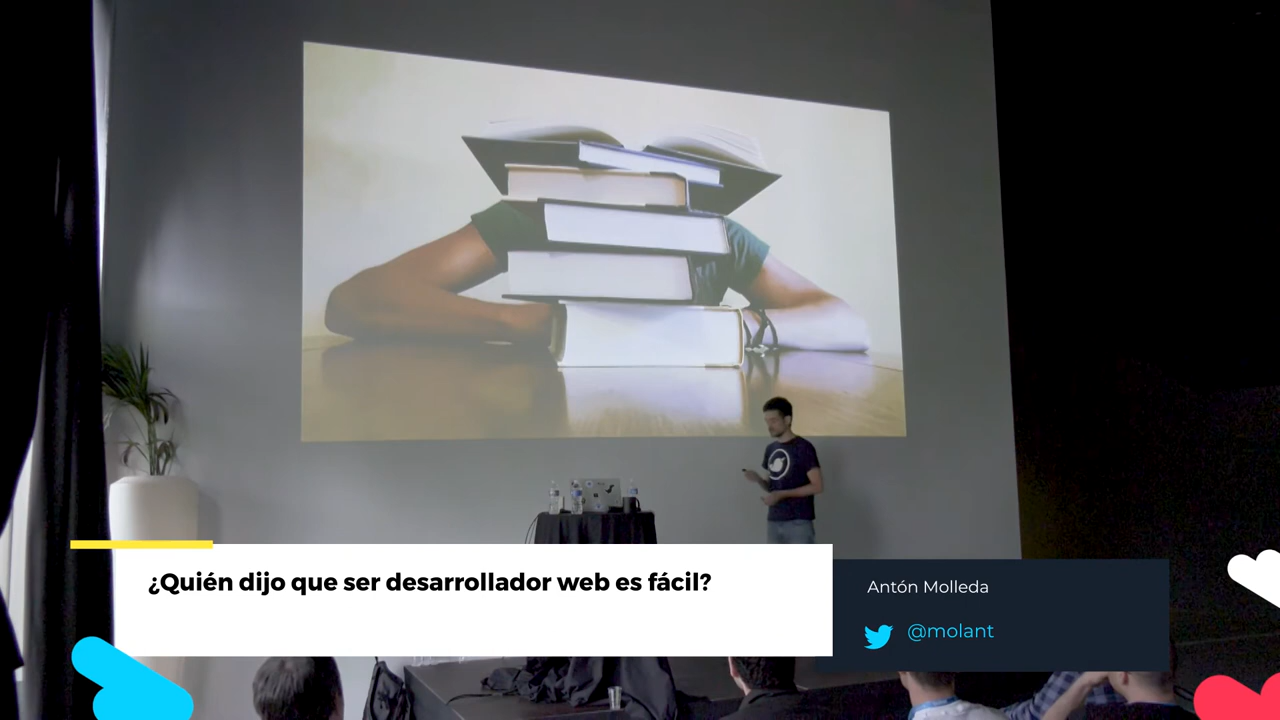 ¿Quién dijo que ser desarrollador web es fácil?
Antón Molleda
@molant